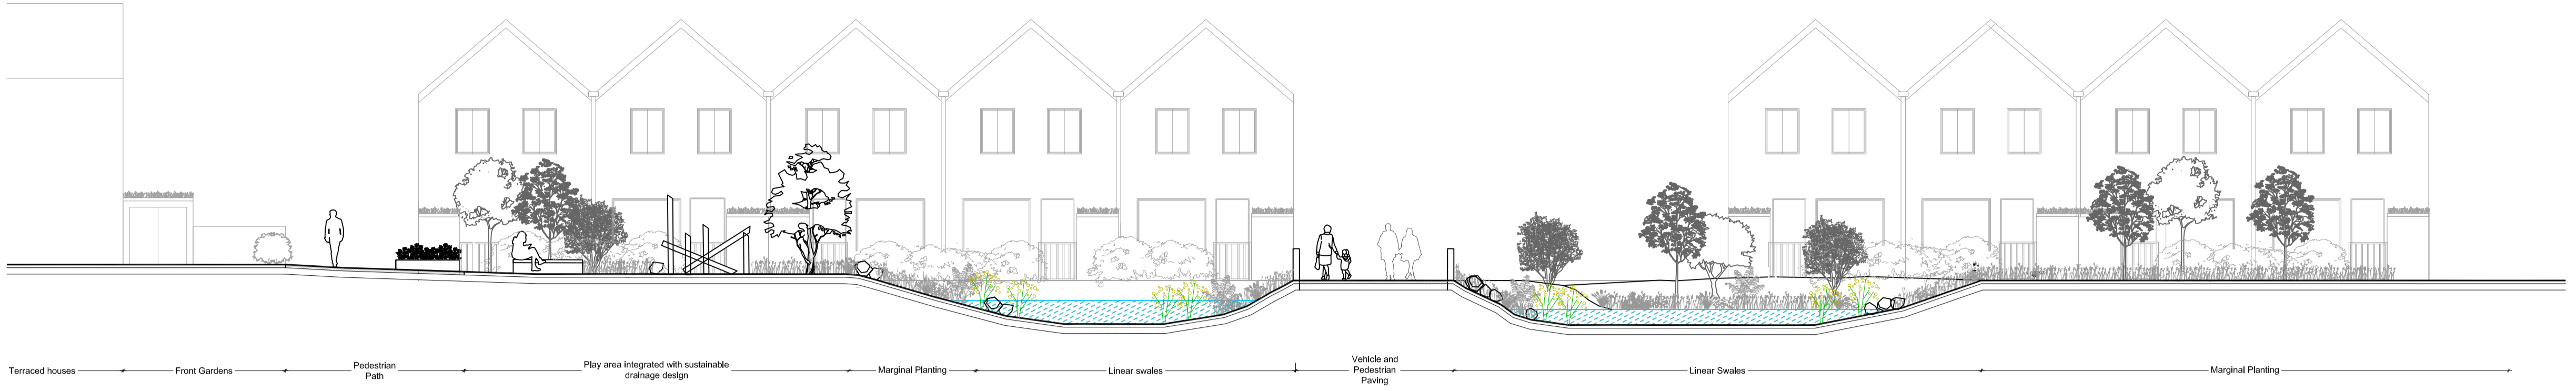 Terraced houses
Front Gardens
Pedestrian
Path
Play area integrated with sustainable
drainage design
Marginal Planting
Linear swales
Vehicle and
Pedestrian
Paving
Linear Swales
Marginal Planting